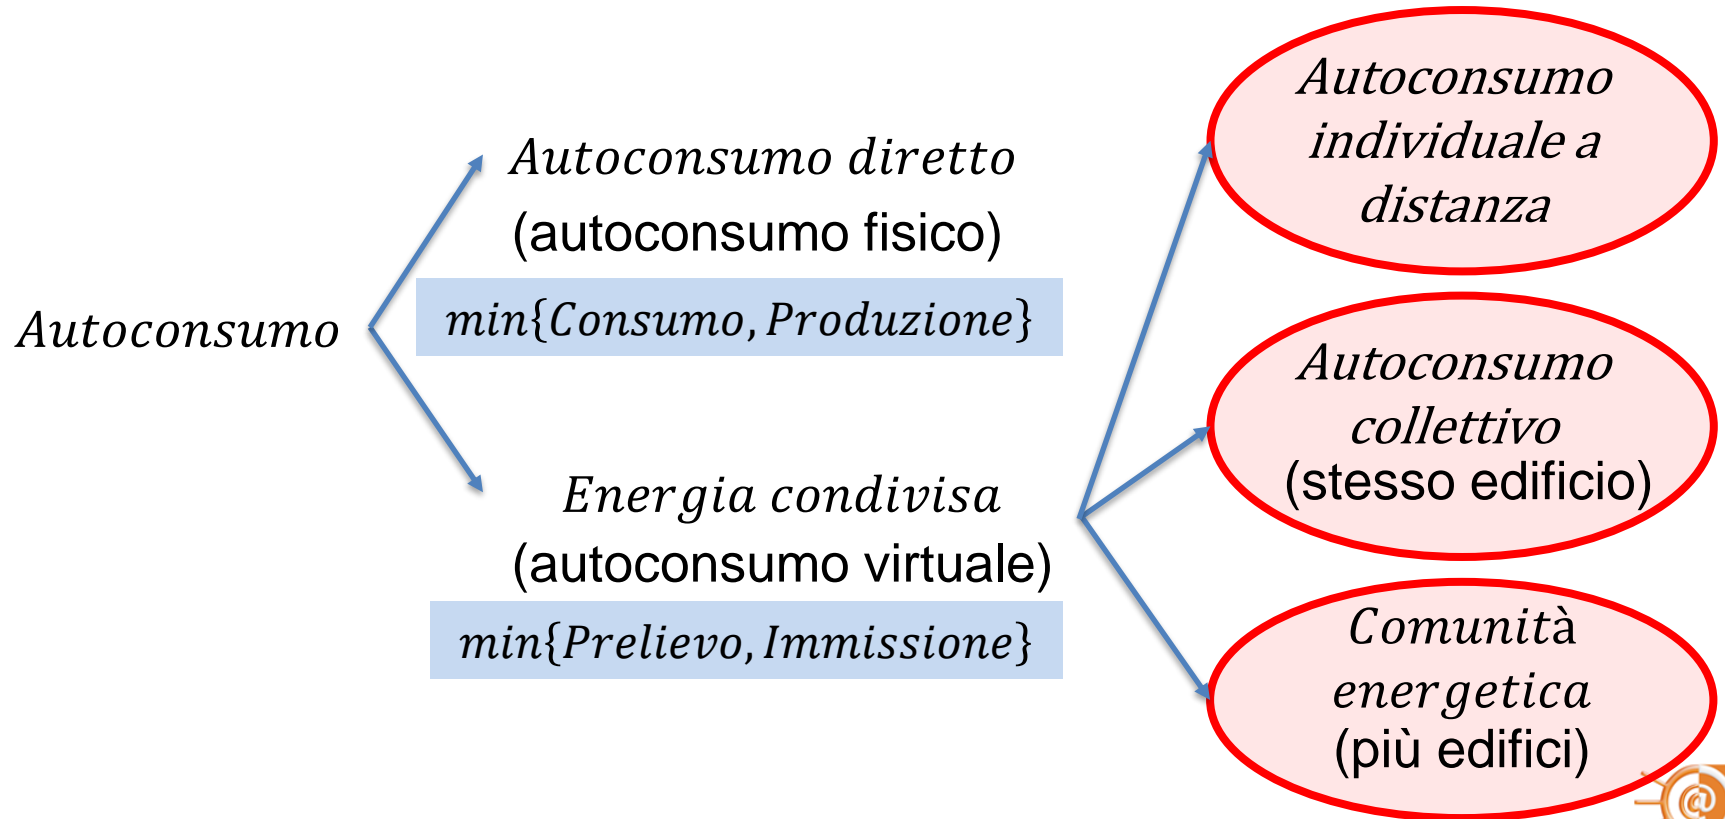 Autoconsumo
Autoconsumo diretto
(autoconsumo fisico)
min{Consumo, Produzione}
Energia condivisa
(autoconsumo virtuale)
min{Prelievo, Immissione}
Autoconsumo
individuale a
distanza
Autoconsumo
collettivo
(stesso edificio)
Comunità
energetica
(più edifici)
@